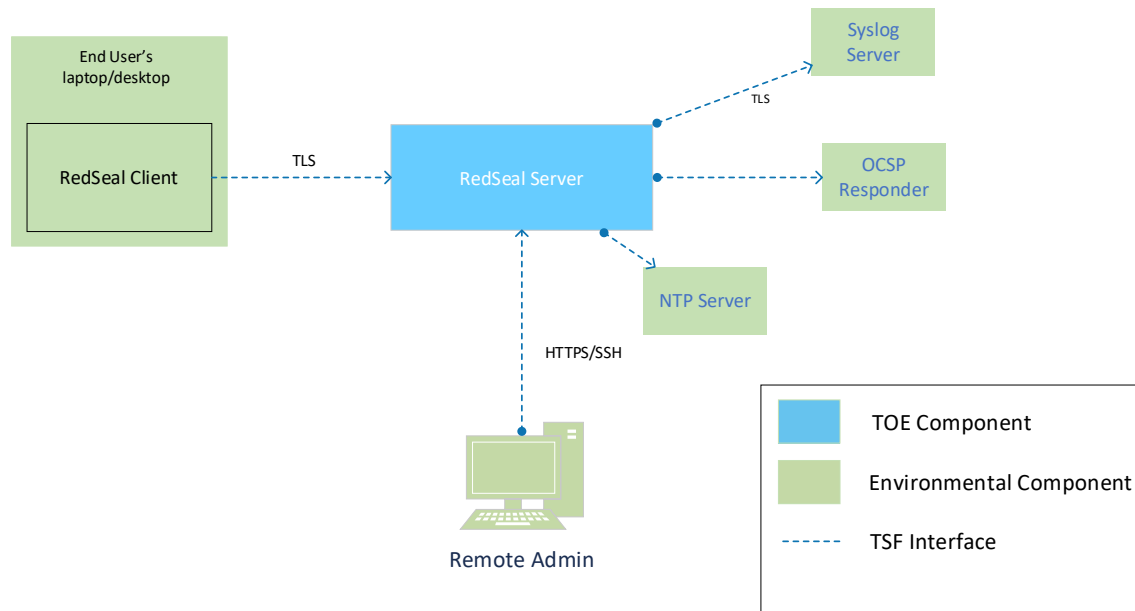 End User's
laptop/desktop
RedSeal Client
TLS
RedSeal Server
Syslog
Server
TLS
OCSP
Responder
NTP Server
HTTPS/SSH
Remote Admin
TOE Component
Environmental Component
TSF Interface